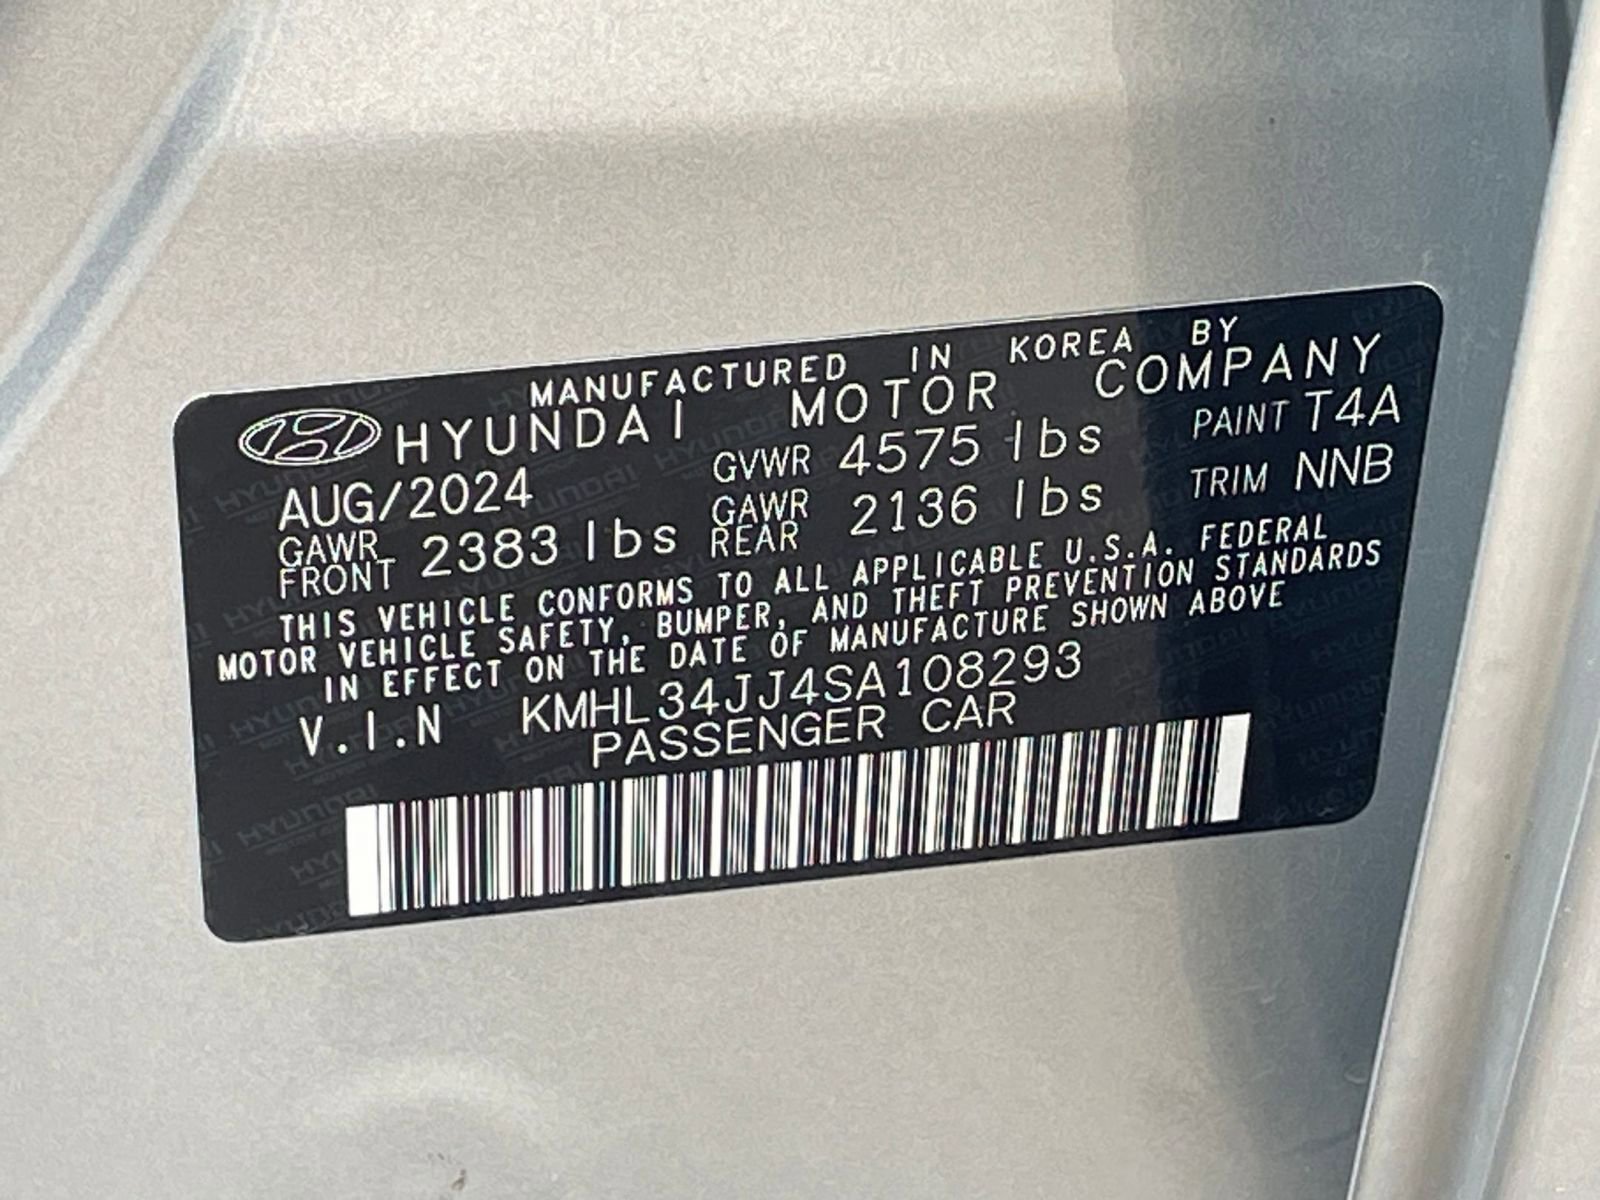 MANUFACTURED IN KOREA BY
HYUNDAI MOTOR COMPANY
AUG/2024 GVWR 4575 lbs PAINT T4A
GAWR FRONT 2383 lbs GAWR REAR 2136 lbs TRIM NNB
THIS VEHICLE CONFORMS TO ALL APPLICABLE U.S.A. FEDERAL
MOTOR VEHICLE SAFETY, BUMPER, AND THEFT PREVENTION STANDARDS
IN EFFECT ON THE DATE OF MANUFACTURE SHOWN ABOVE
V.I.N KMHL34JJ4SA108293
PASSENGER CAR